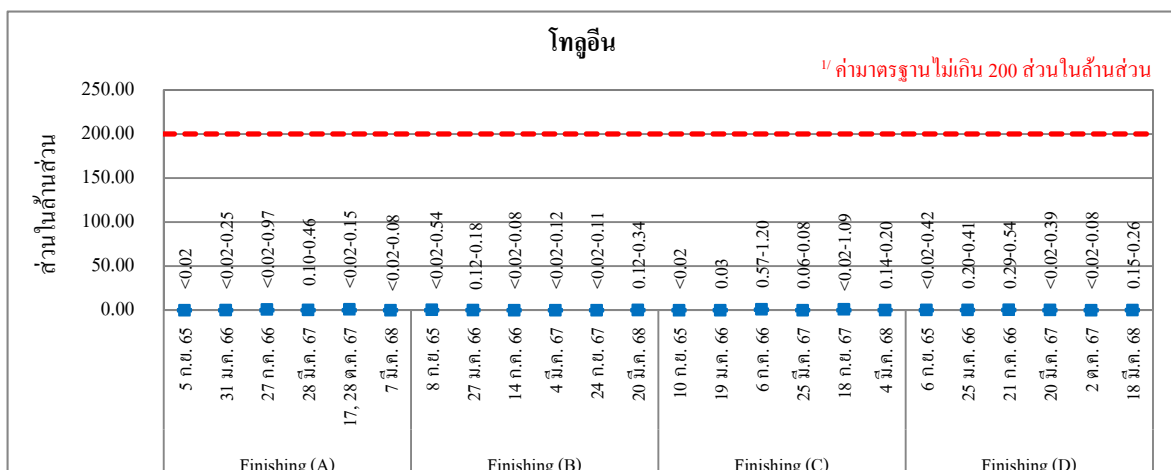 โทลูอีน
1/ ค่ามาตรฐานไม่เกิน 200 ส่วนในล้านส่วน
ส่วนในล้านส่วน
250.00
200.00
150.00
100.00
50.00
0.00
<0.02
<0.02-0.25
<0.02-0.97
0.10-0.46
<0.02-0.15
<0.02-0.08
<0.02-0.54
0.12-0.18
<0.02-0.08
<0.02-0.12
<0.02-0.11
0.12-0.34
<0.02
0.03
0.57-1.20
0.06-0.08
<0.02-1.09
0.14-0.20
<0.02-0.42
0.20-0.41
0.29-0.54
<0.02-0.39
<0.02-0.08
0.15-0.26
5 ก.ย. 65
31 ม.ค. 66
27 ก.ค. 66
28 มี.ค. 67
17, 28 ต.ค. 67
7 มี.ค. 68
8 ก.ย. 65
27 ม.ค. 66
14 ก.ค. 66
4 มี.ค. 67
24 ก.ย. 67
20 มี.ค. 68
10 ก.ย. 65
19 ม.ค. 66
6 ก.ค. 66
25 มี.ค. 67
18 ก.ย. 67
4 มี.ค. 68
6 ก.ย. 65
25 ม.ค. 66
21 ก.ค. 66
20 มี.ค. 67
2 ต.ค. 67
18 มี.ค. 68
Finishing (A)
Finishing (B)
Finishing (C)
Finishing (D)